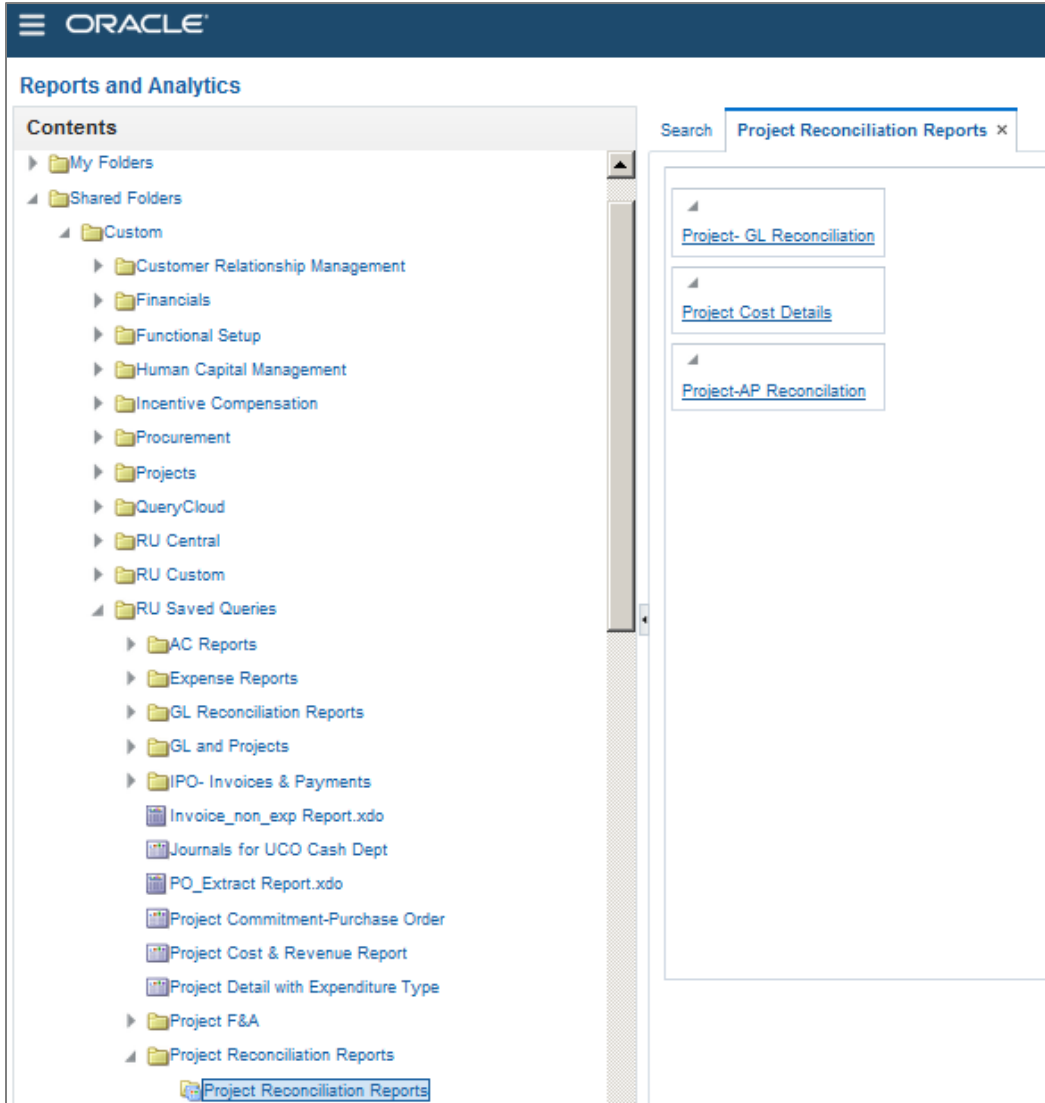 ORACLE
Reports and Analytics
Contents
My Folders
Shared Folders
Custom
Customer Relationship Management
Financials
Functional Setup
Human Capital Management
Incentive Compensation
Procurement
Projects
QueryCloud
RU Central
RU Custom
RU Saved Queries
AC Reports
Expense Reports
GL Reconciliation Reports
GL and Projects
IPO- Invoices & Payments
Invoice_non_exp Report.xdo
Journals for UCO Cash Dept
PO_Extract Report.xdo
Project Commitment-Purchase Order
Project Cost & Revenue Report
Project Detail with Expenditure Type
Project F&A
Project Reconciliation Reports
Project Reconciliation Reports
Search Project Reconciliation Reports ×
Project- GL Reconciliation
Project Cost Details
Project-AP Reconcilation